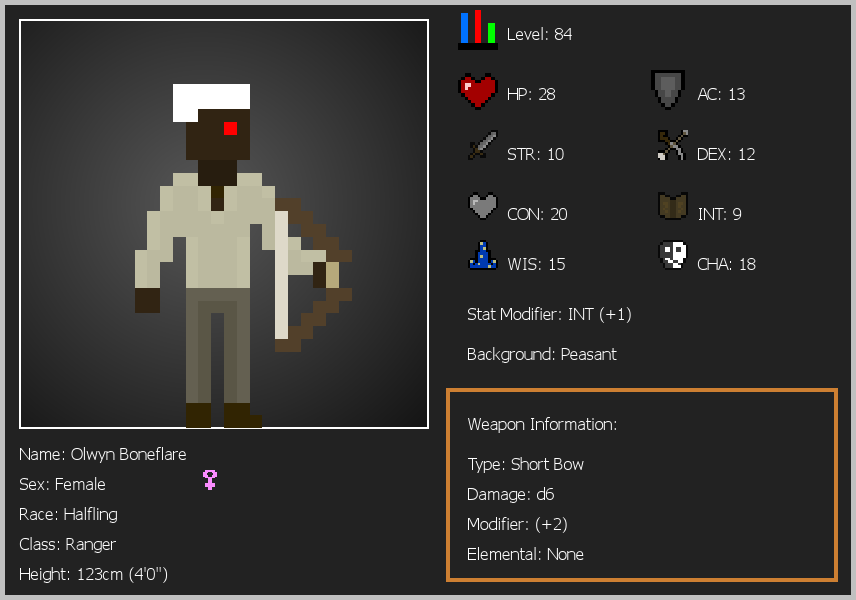 Level: 84
HP: 28
AC: 13
STR: 10
DEX: 12
CON: 20
INT: 9
WIS: 15
CHA: 18
Stat Modifier: INT (+1)
Background: Peasant
Weapon Information:
Type: Short Bow
Damage: d6
Modifier: (+2)
Elemental: None
Name: Olwyn Boneflare
Sex: Female
Race: Halfling
Class: Ranger
Height: 123cm (4'0")